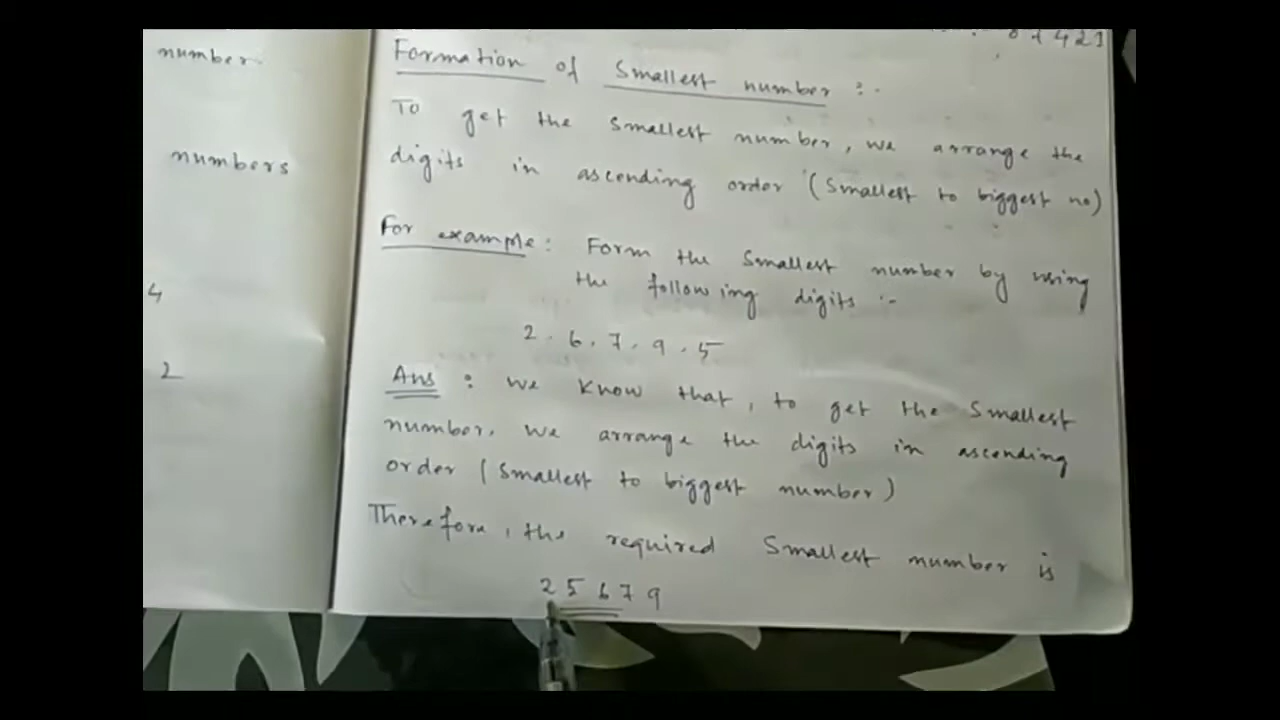 number
numbers
4
2
of 421
Formation of Smallest number :-
To get the smallest number, we arrange the
digits in ascending order (Smallest to biggest no)
For example: Form the smallest number by using
the following digits :-
2, 6, 7, 9, 5
Ans : We know that, to get the smallest
number, we arrange the digits in ascending
order (Smallest to biggest number)
Therefore, the required smallest number is
25679